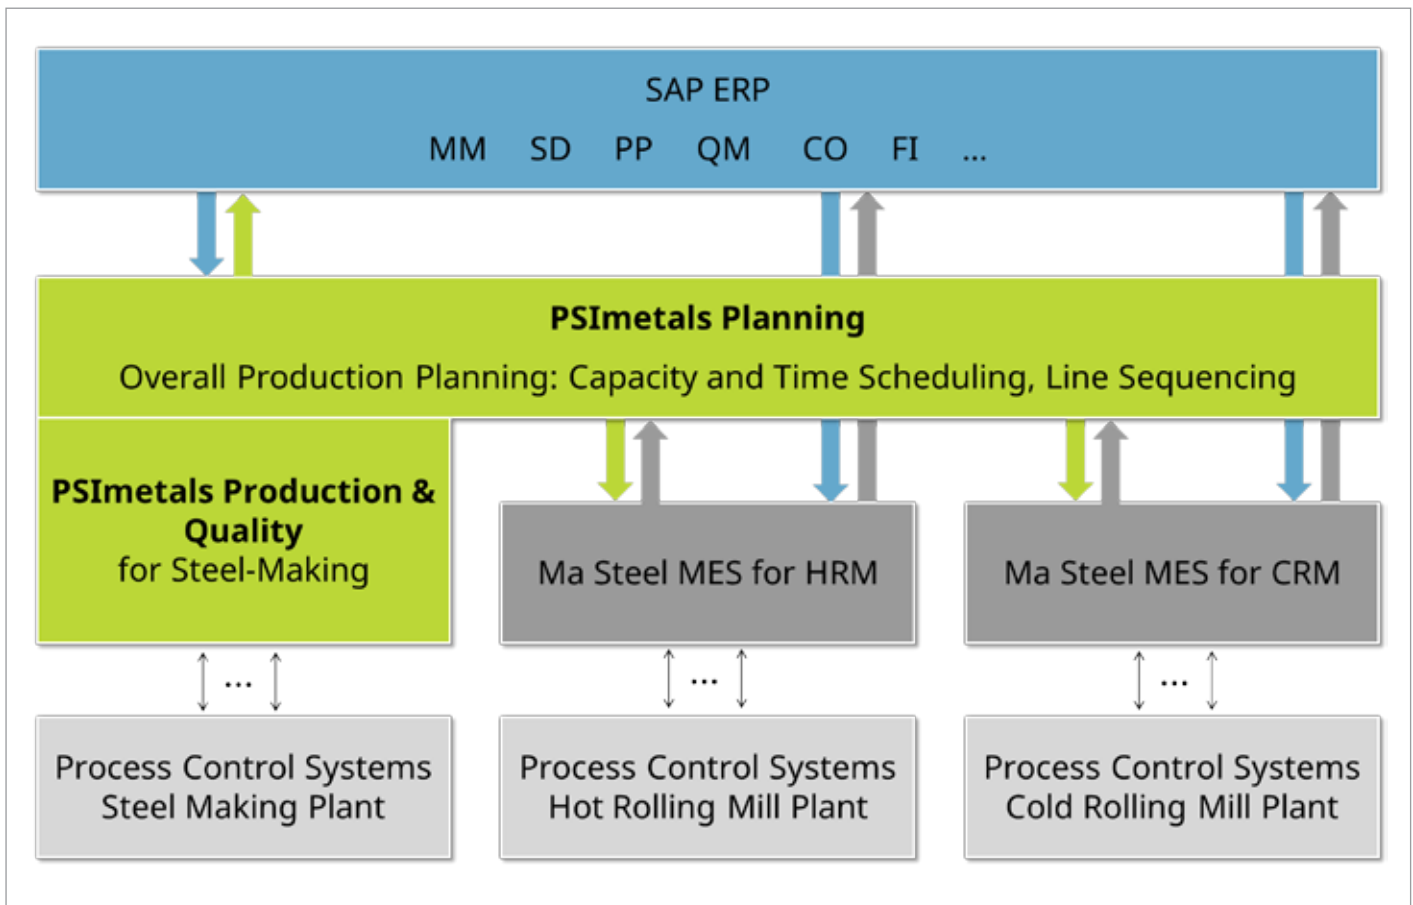 SAP ERP
MM SD PP QM CO FI ...
PSImetals Planning
Overall Production Planning: Capacity and Time Scheduling, Line Sequencing
PSImetals Production &
Quality
for Steel-Making
Ma Steel MES for HRM
Ma Steel MES for CRM
...
...
...
Process Control Systems
Steel Making Plant
Process Control Systems
Hot Rolling Mill Plant
Process Control Systems
Cold Rolling Mill Plant